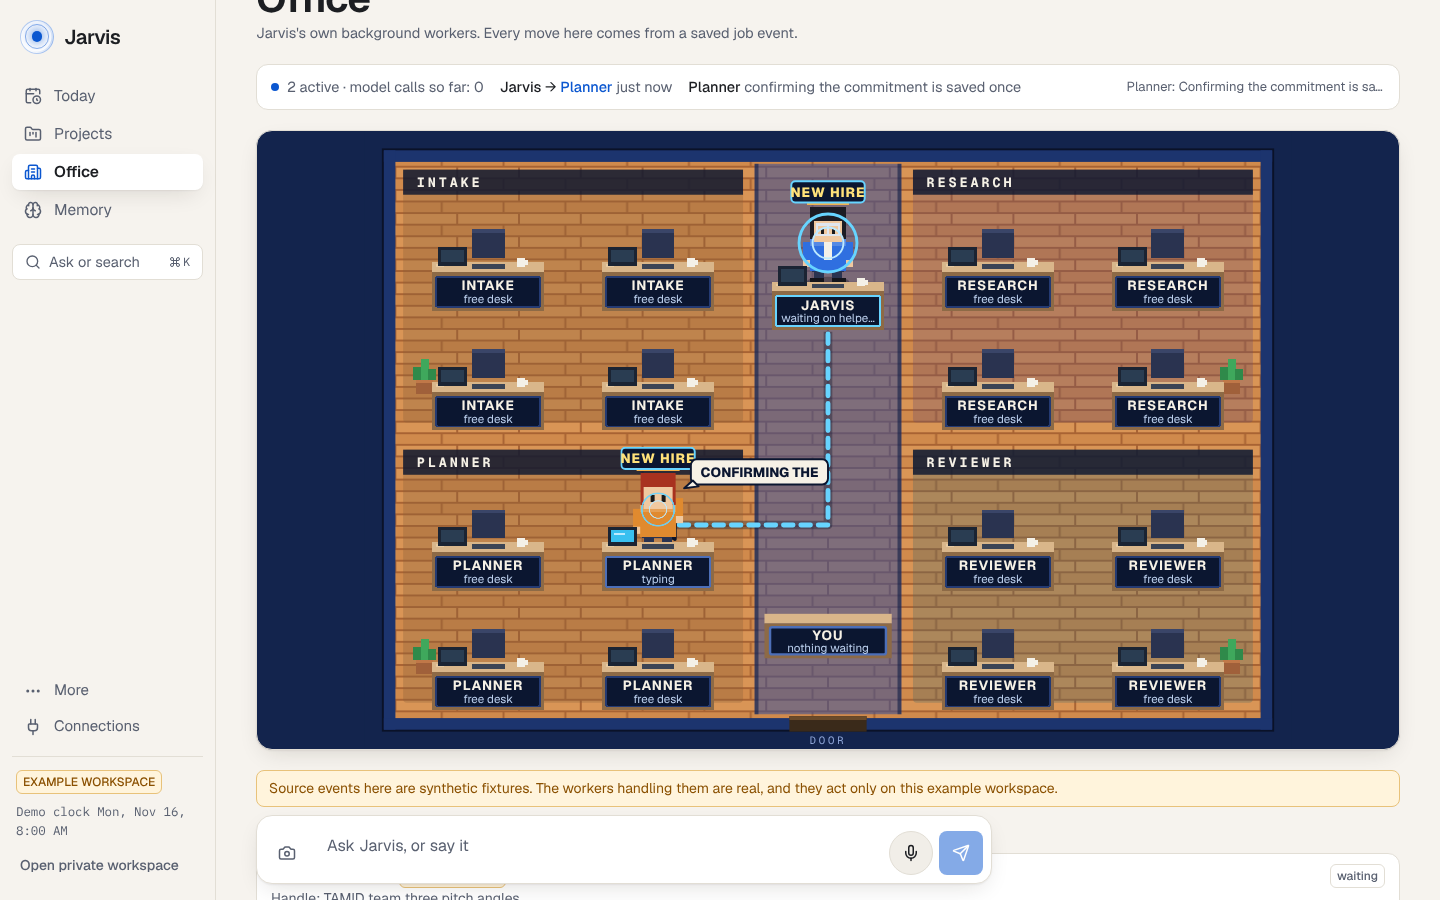 Jarvis
Today
Projects
Office
Memory
Ask or search ⌘ K
More
Connections
EXAMPLE WORKSPACE
Demo clock Mon, Nov 16,
8:00 AM
Open private workspace
Office
Jarvis's own background workers. Every move here comes from a saved job event.
2 active · model calls so far: 0 Jarvis → Planner just now Planner confirming the commitment is saved once
Planner: Confirming the commitment is sa…
INTAKE
INTAKE
free desk
INTAKE
free desk
INTAKE
free desk
INTAKE
free desk
NEW HIRE
JARVIS
waiting on helpe…
RESEARCH
RESEARCH
free desk
RESEARCH
free desk
RESEARCH
free desk
RESEARCH
free desk
PLANNER
NEW HIRE
CONFIRMING THE
PLANNER
free desk
PLANNER
typing
PLANNER
free desk
PLANNER
free desk
YOU
nothing waiting
REVIEWER
REVIEWER
free desk
REVIEWER
free desk
REVIEWER
free desk
REVIEWER
free desk
DOOR
Source events here are synthetic fixtures. The workers handling them are real, and they act only on this example workspace.
Ask Jarvis, or say it
waiting
Handle: TAMID team three pitch angles